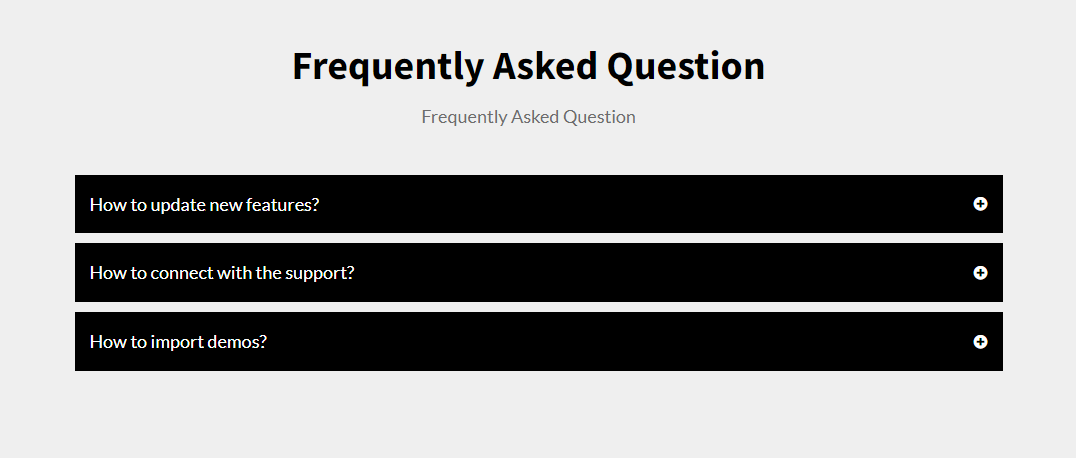 Frequently Asked Question
Frequently Asked Question
How to update new features?
How to connect with the support?
How to import demos?